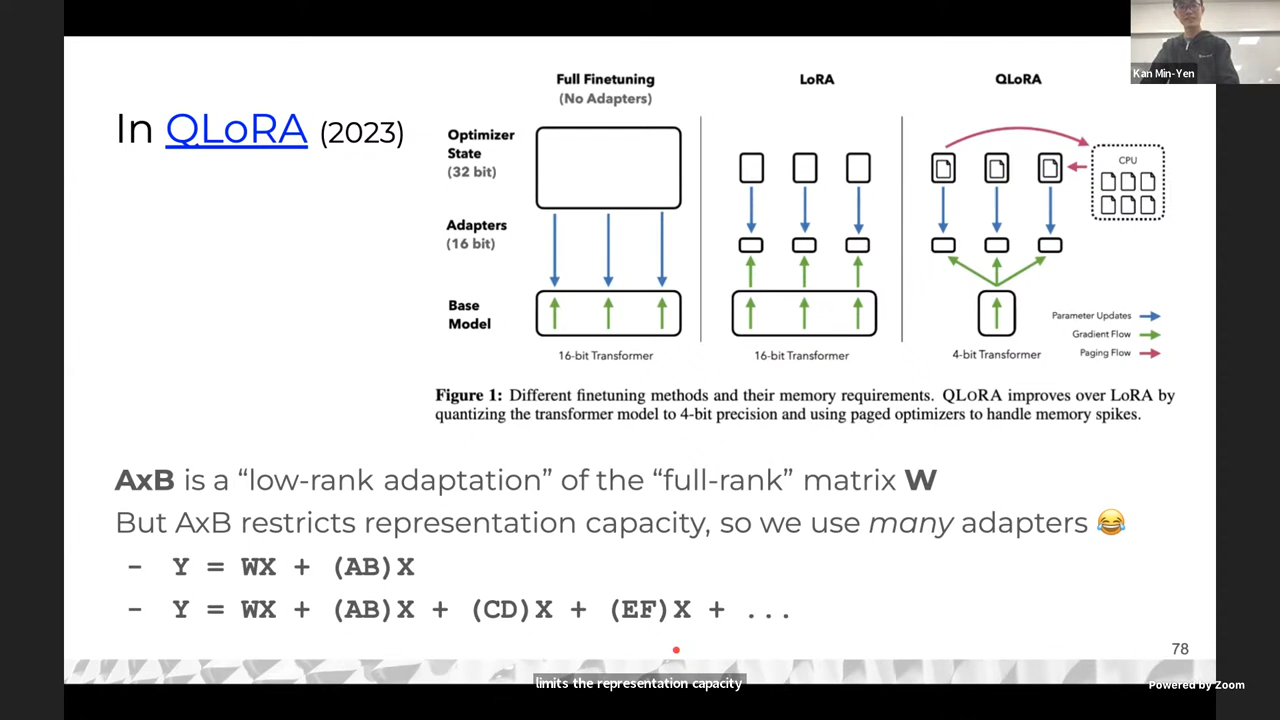 Kan Min-Yen
In QLoRA (2023)
Full Finetuning
(No Adapters)
LoRA
QLoRA
Optimizer
State
(32 bit)
CPU
Adapters
(16 bit)
Base
Model
Parameter Updates
Gradient Flow
Paging Flow
16-bit Transformer
16-bit Transformer
4-bit Transformer
Figure 1: Different finetuning methods and their memory requirements. QLORA improves over LoRA by
quantizing the transformer model to 4-bit precision and using paged optimizers to handle memory spikes.
AxB is a “low-rank adaptation” of the “full-rank” matrix W
But AxB restricts representation capacity, so we use many adapters 😂
- Y = WX + (AB)X
- Y = WX + (AB)X + (CD)X + (EF)X + ...
78
limits the representation capacity
Powered by Zoom